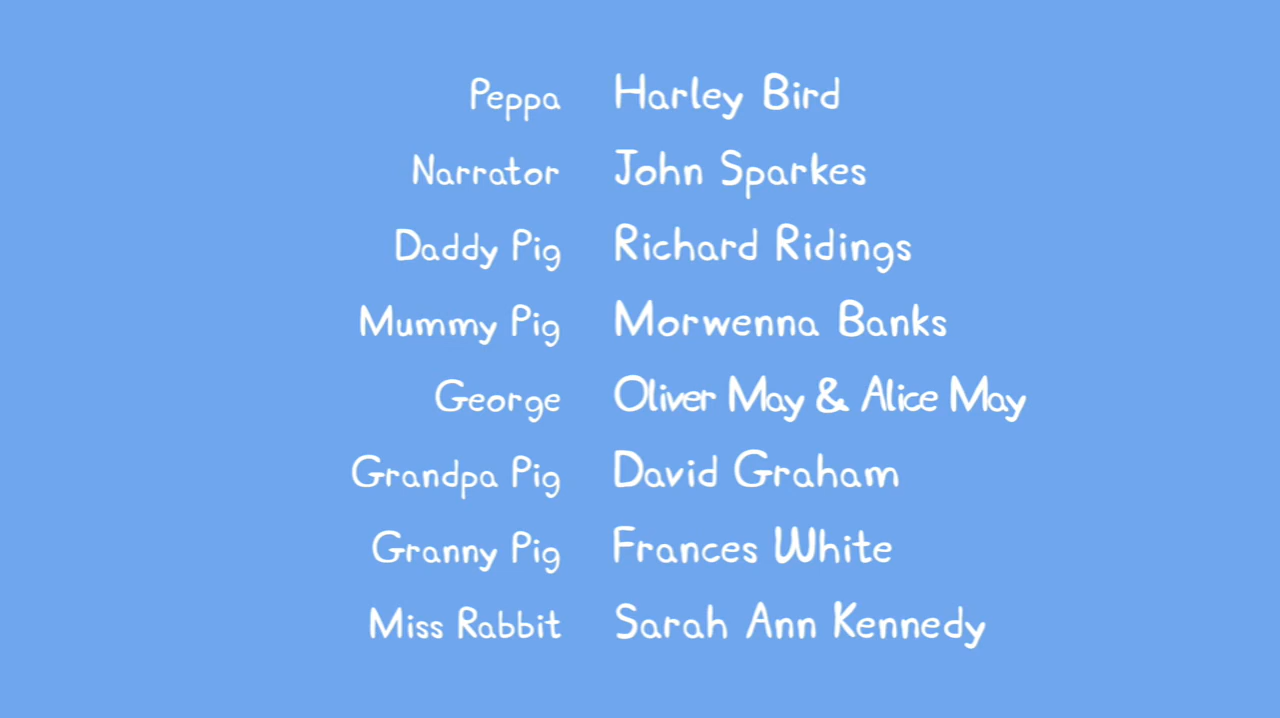 Peppa Harley Bird
Narrator John Sparkes
Daddy Pig Richard Ridings
Mummy Pig Morwenna Banks
George Oliver May & Alice May
Grandpa Pig David Graham
Granny Pig Frances White
Miss Rabbit Sarah Ann Kennedy